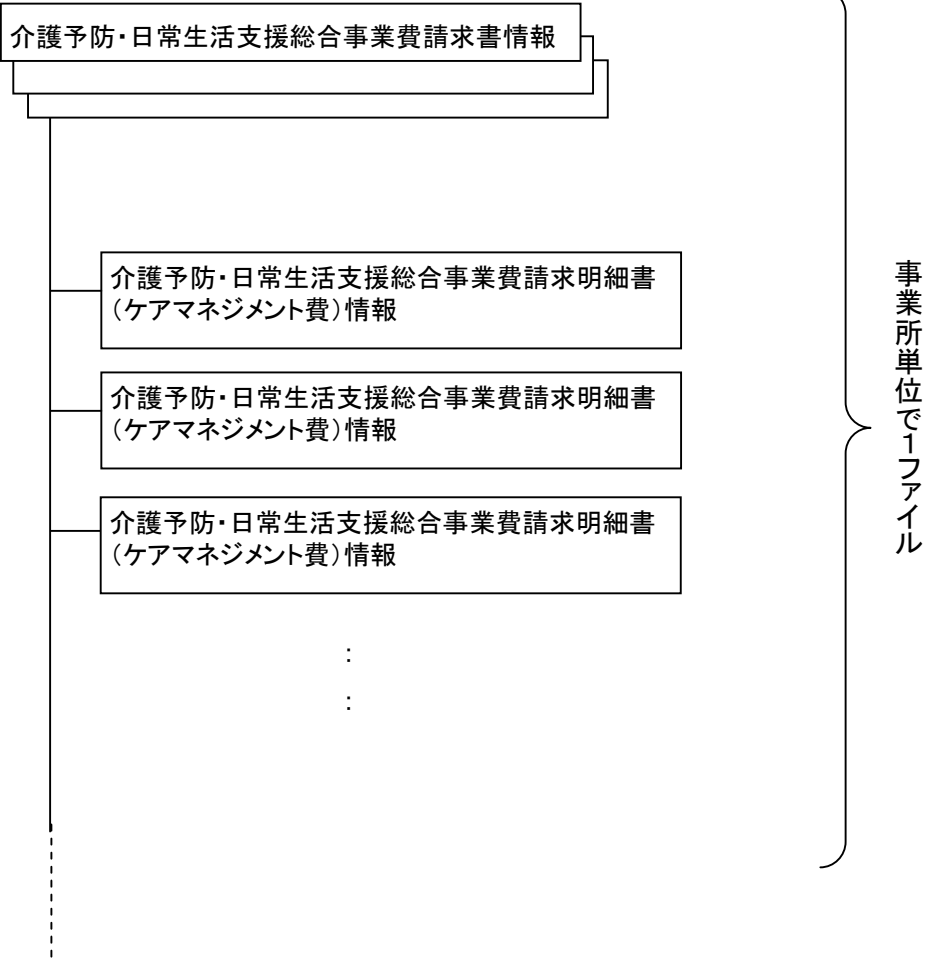 介護予防・日常生活支援総合事業費請求書情報
介護予防・日常生活支援総合事業費請求明細書
（ケアマネジメント費）情報
介護予防・日常生活支援総合事業費請求明細書
（ケアマネジメント費）情報
介護予防・日常生活支援総合事業費請求明細書
（ケアマネジメント費）情報
：
：
事業所単位で１ファイル